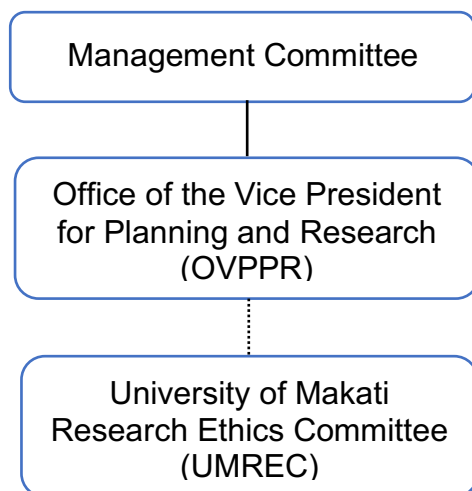 Management Committee
Office of the Vice President
for Planning and Research
(OVPPR)
University of Makati
Research Ethics Committee
(UMREC)